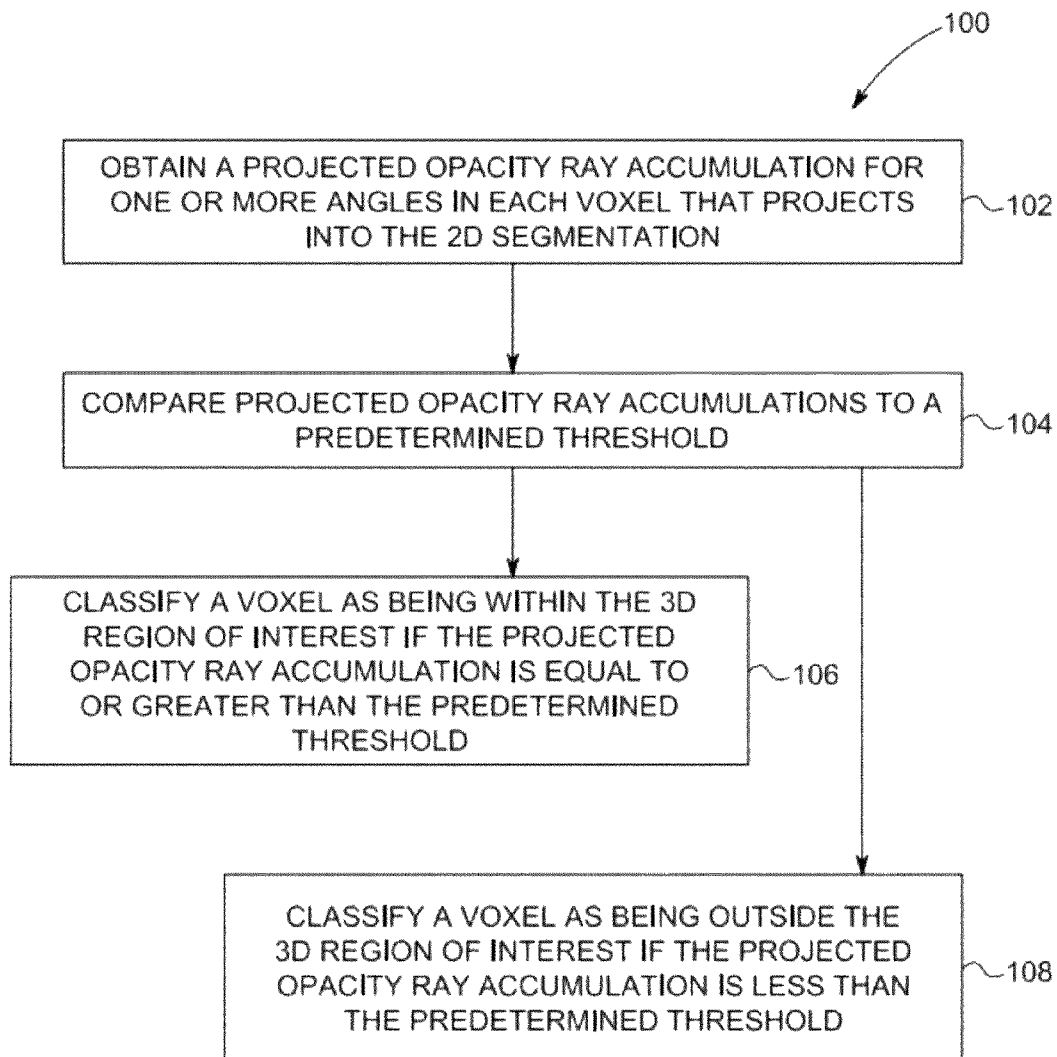 100
OBTAIN A PROJECTED OPACITY RAY ACCUMULATION FOR
ONE OR MORE ANGLES IN EACH VOXEL THAT PROJECTS
INTO THE 2D SEGMENTATION
102
COMPARE PROJECTED OPACITY RAY ACCUMULATIONS TO A
PREDETERMINED THRESHOLD
104
CLASSIFY A VOXEL AS BEING WITHIN THE 3D
REGION OF INTEREST IF THE PROJECTED
OPACITY RAY ACCUMULATION IS EQUAL TO
OR GREATER THAN THE PREDETERMINED
THRESHOLD
106
CLASSIFY A VOXEL AS BEING OUTSIDE THE
3D REGION OF INTEREST IF THE PROJECTED
OPACITY RAY ACCUMULATION IS LESS THAN
THE PREDETERMINED THRESHOLD
108